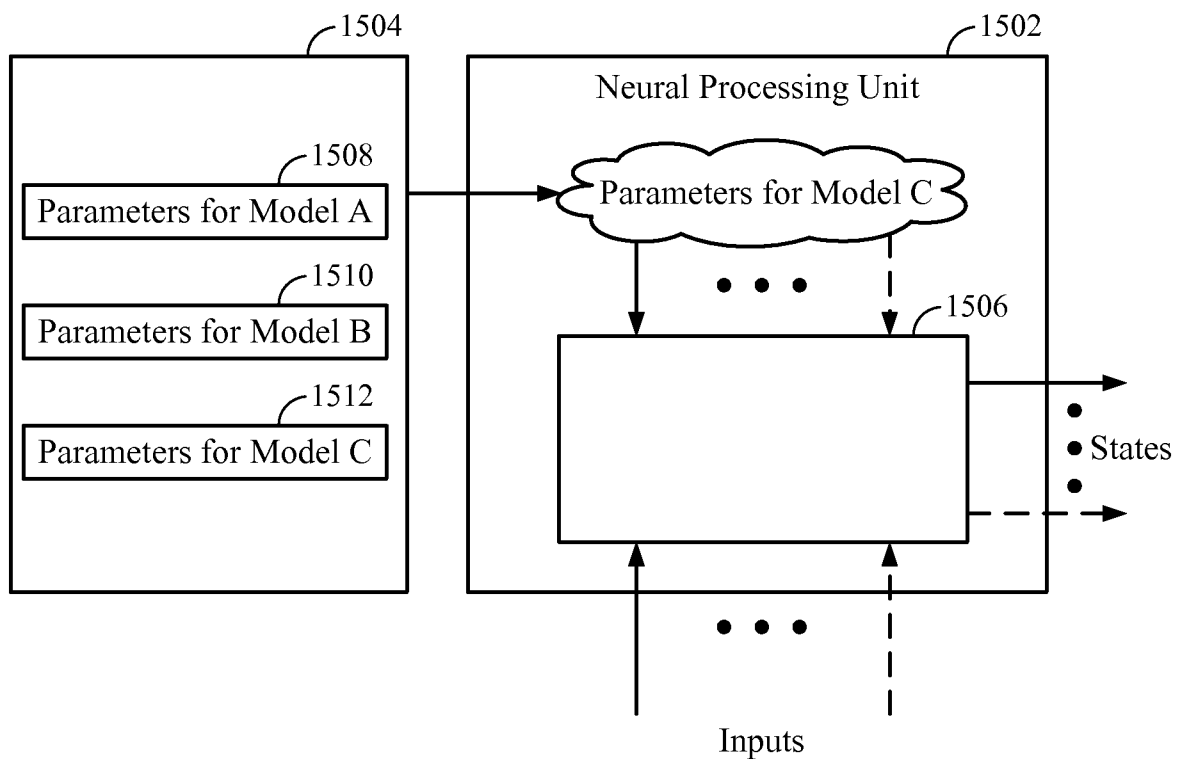 1504
1502
Neural Processing Unit
1508
Parameters for Model A
Parameters for Model C
1510
Parameters for Model B
1506
1512
Parameters for Model C
States
Inputs